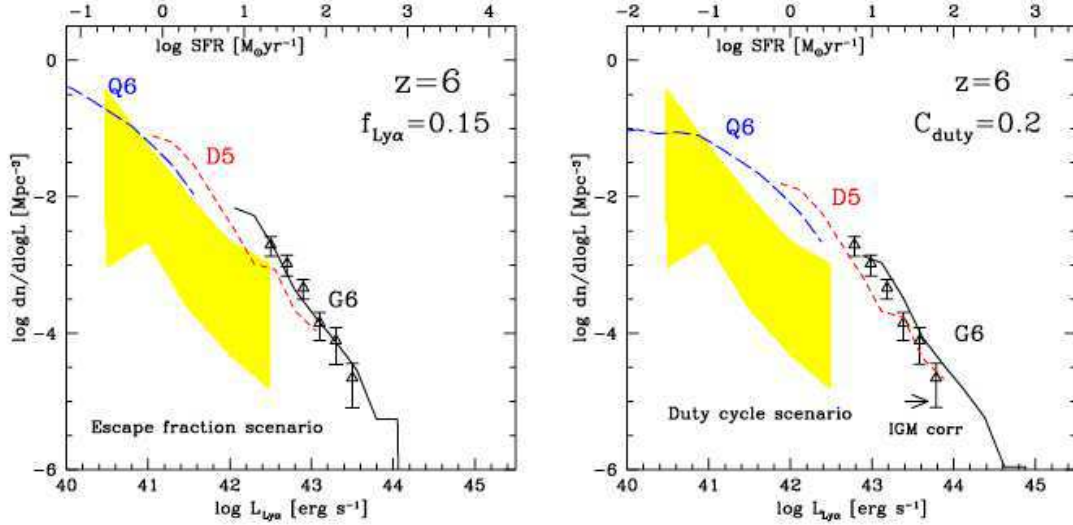 -1 0 1 2 3 4
log SFR [M⊙yr⁻¹]
0
-2
-4
-6
log dn/dlogL [Mpc⁻³]
Q6
z=6
f_Lyα=0.15
D5
G6
Escape fraction scenario
40 41 42 43 44 45
log L_Lyα [erg s⁻¹]
-2 -1 0 1 2 3
log SFR [M⊙yr⁻¹]
0
-2
-4
-6
log dn/dlogL [Mpc⁻³]
z=6
Q6
C_duty=0.2
D5
G6
Duty cycle scenario
IGM corr
40 41 42 43 44 45
log L_Lyα [erg s⁻¹]